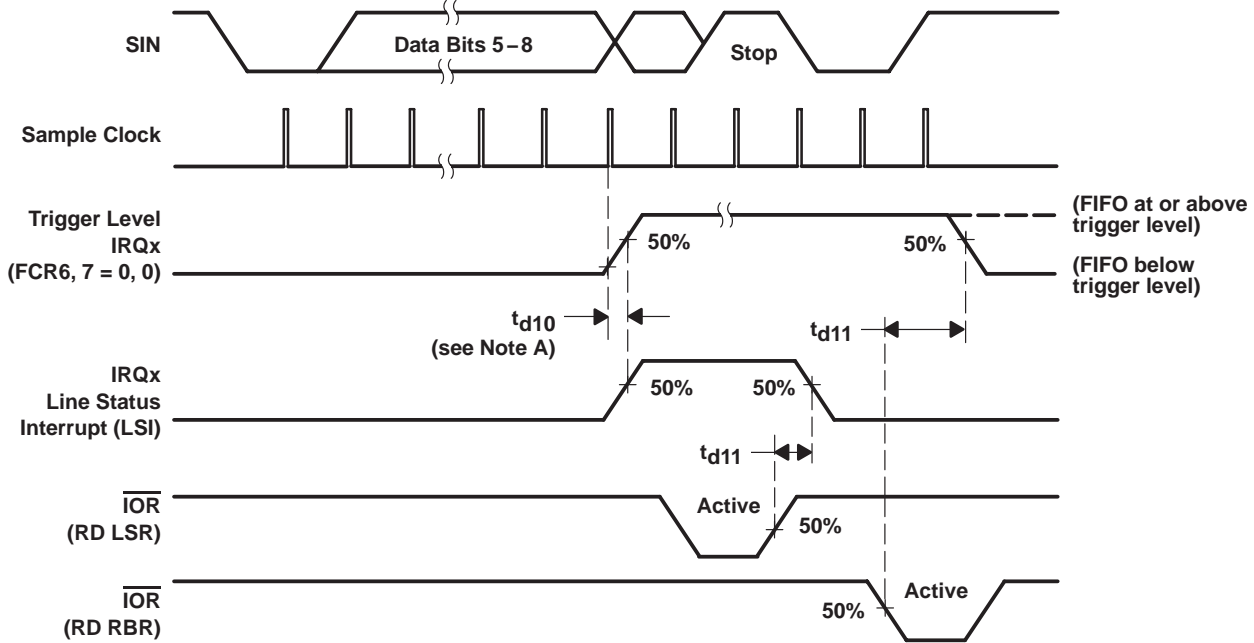 SIN
Data Bits 5–8
Stop
Sample Clock
Trigger Level
IRQx
(FCR6, 7 = 0, 0)
50%
50%
(FIFO at or above
trigger level)
(FIFO below
trigger level)
td10
(see Note A)
td11
IRQx
Line Status
Interrupt (LSI)
50%
50%
td11
IOR
(RD LSR)
Active
50%
IOR
(RD RBR)
50%
Active